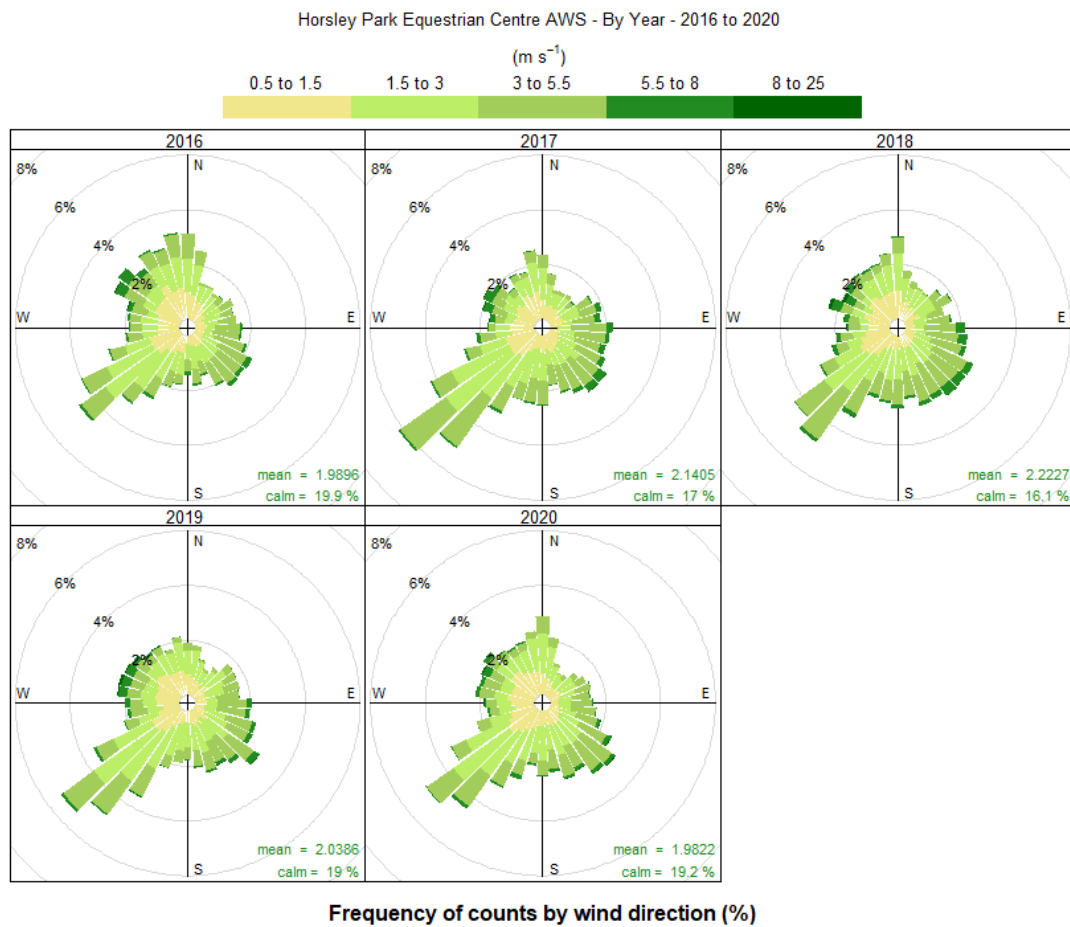 Horsley Park Equestrian Centre AWS - By Year - 2016 to 2020
(m s⁻¹)
0.5 to 1.5 1.5 to 3 3 to 5.5 5.5 to 8 8 to 25
2016 2017 2018
8% N 8% N 8% N
6% 6% 6%
4% 4% 4%
2% 2% 2%
W E W E W E
mean = 1.9896 mean = 2.1405 mean = 2.2227
calm = 19.9 % calm = 17 % calm = 16.1 %
S S S
2019 2020
8% N 8% N
6% 6%
4% 4%
2% 2%
W E W E
mean = 2.0386 mean = 1.9822
calm = 19 % calm = 19.2 %
S S
Frequency of counts by wind direction (%)